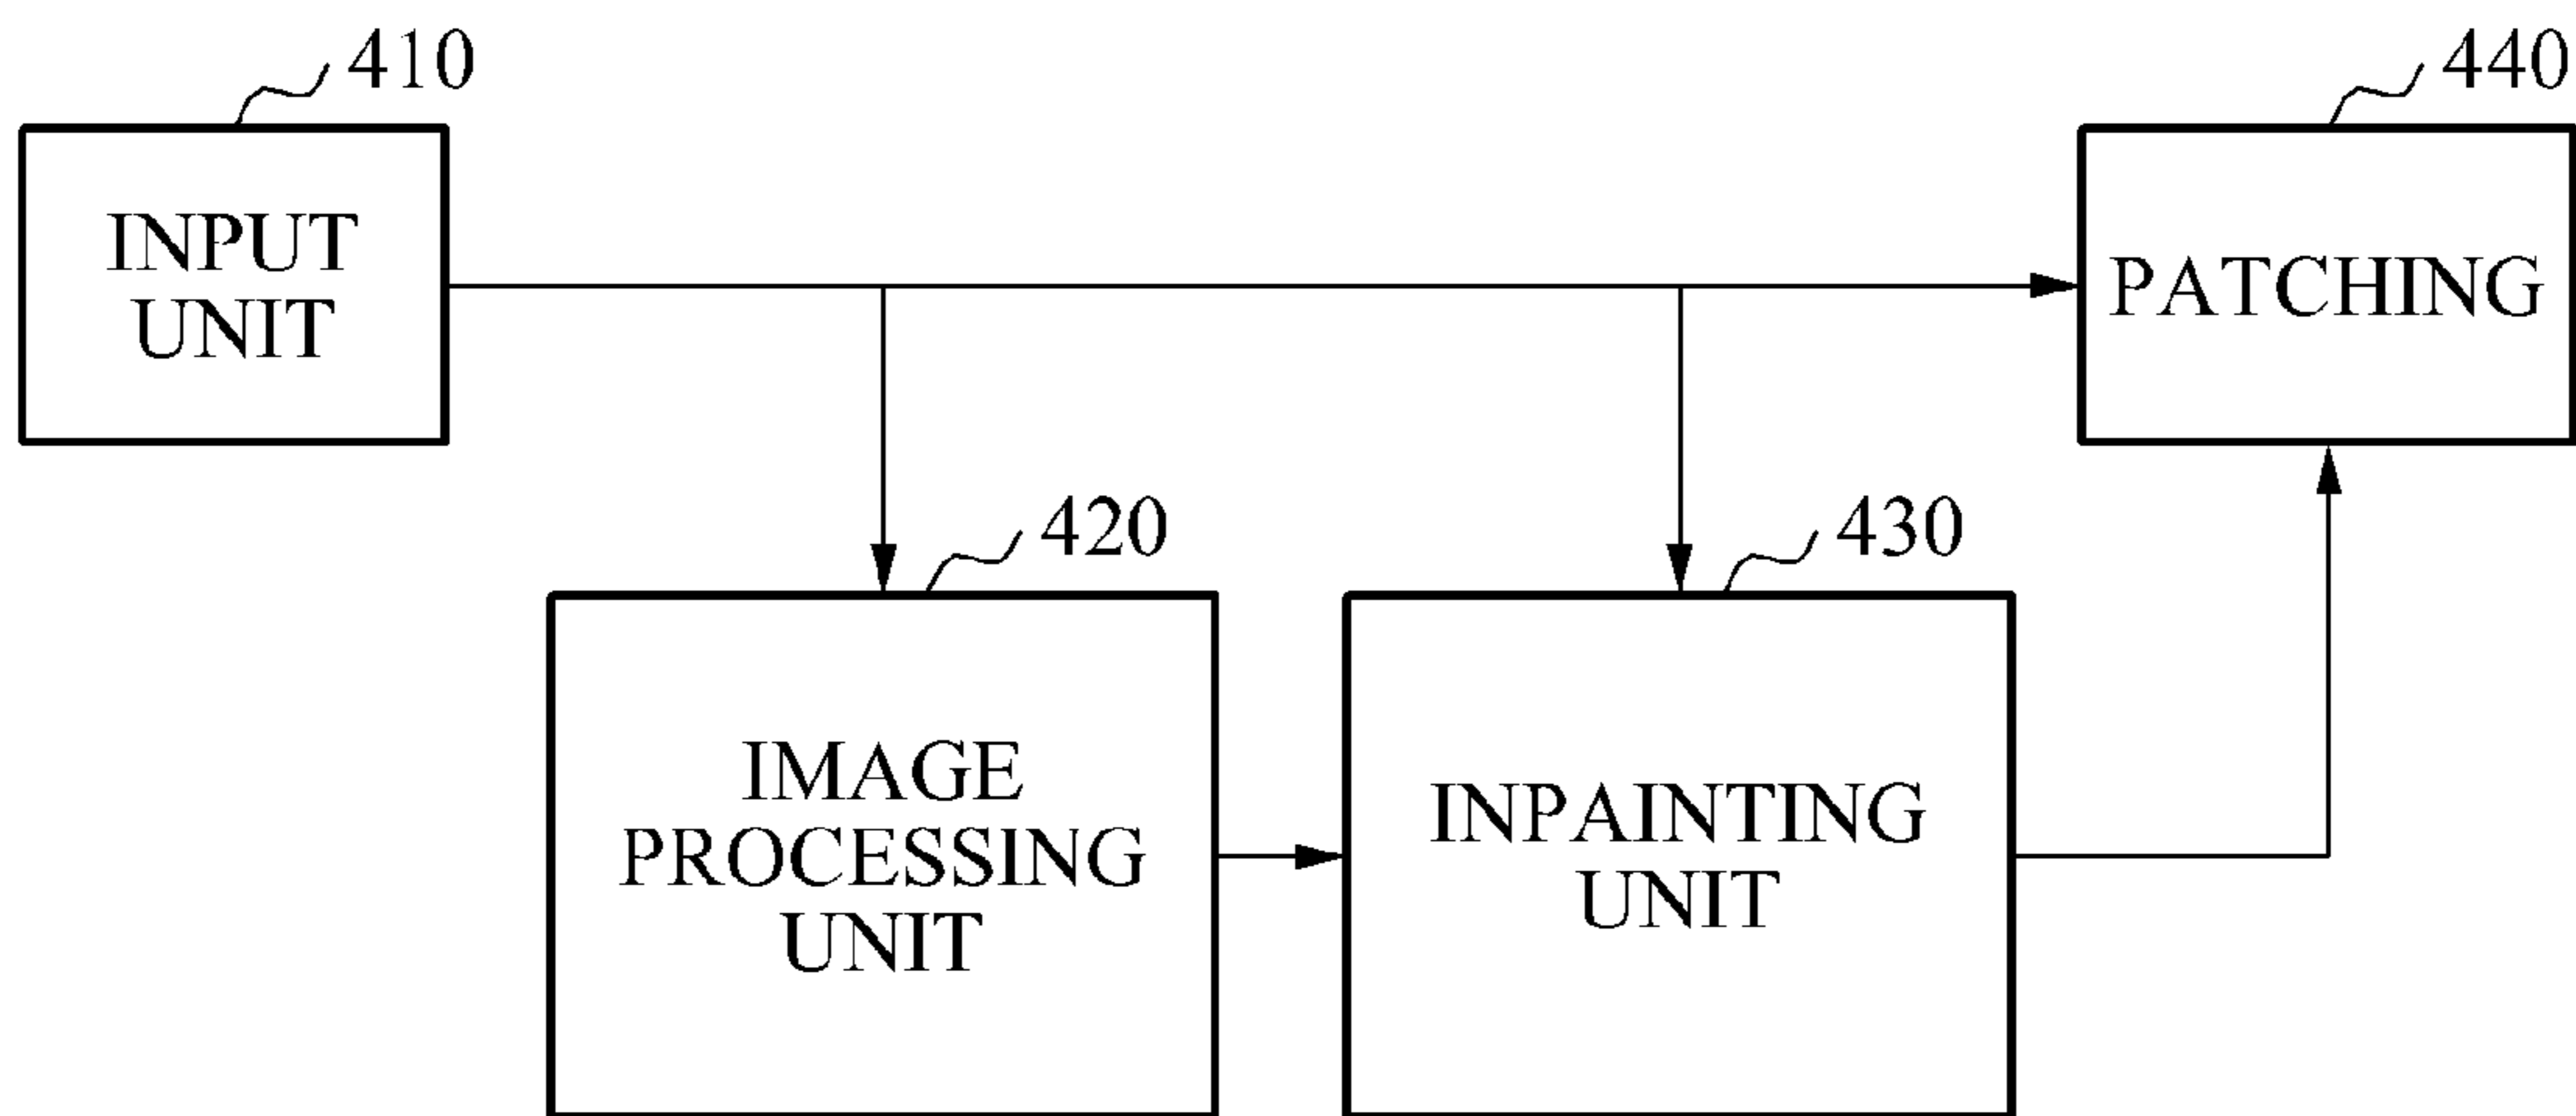 410
440
INPUT
UNIT
PATCHING
420
430
IMAGE
PROCESSING
UNIT
INPAINTING
UNIT